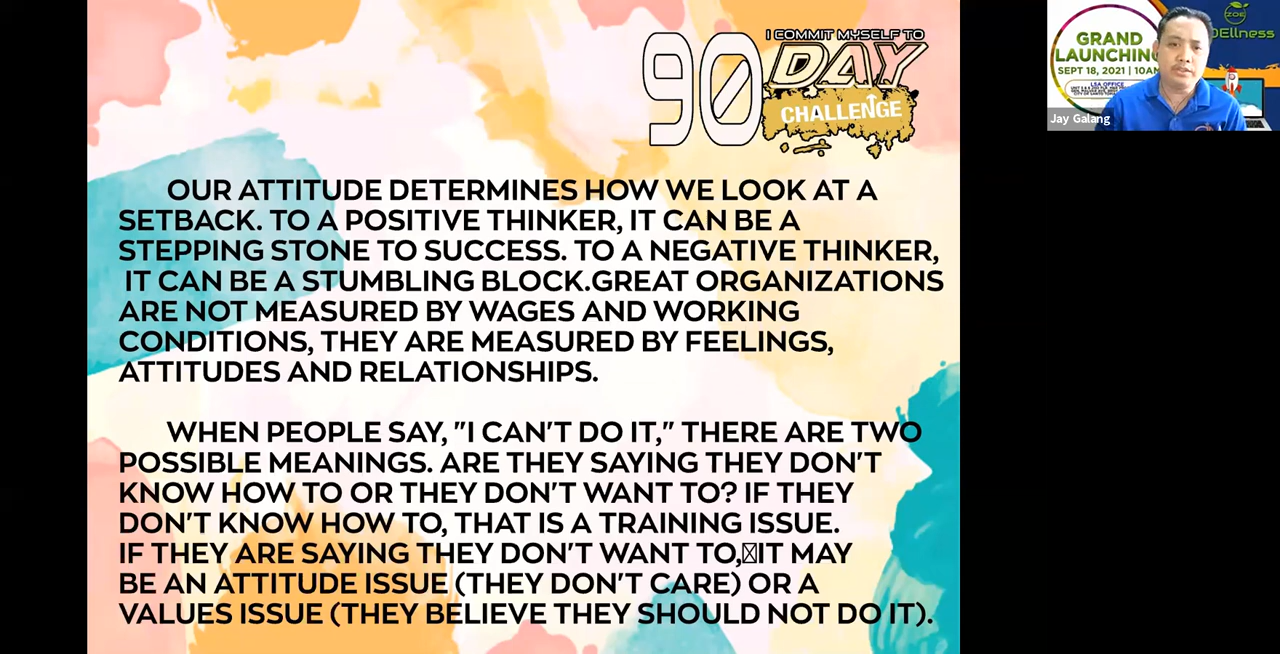 I COMMIT MYSELF TO
90 DAY
CHALLENGE
OUR ATTITUDE DETERMINES HOW WE LOOK AT A
SETBACK. TO A POSITIVE THINKER, IT CAN BE A
STEPPING STONE TO SUCCESS. TO A NEGATIVE THINKER,
IT CAN BE A STUMBLING BLOCK.GREAT ORGANIZATIONS
ARE NOT MEASURED BY WAGES AND WORKING
CONDITIONS, THEY ARE MEASURED BY FEELINGS,
ATTITUDES AND RELATIONSHIPS.
WHEN PEOPLE SAY, "I CAN'T DO IT," THERE ARE TWO
POSSIBLE MEANINGS. ARE THEY SAYING THEY DON'T
KNOW HOW TO OR THEY DON'T WANT TO? IF THEY
DON'T KNOW HOW TO, THAT IS A TRAINING ISSUE.
IF THEY ARE SAYING THEY DON'T WANT TO, IT MAY
BE AN ATTITUDE ISSUE (THEY DON'T CARE) OR A
VALUES ISSUE (THEY BELIEVE THEY SHOULD NOT DO IT).
GRAND
LAUNCHING
SEPT 18, 2021 | 10AM
LSA OFFICE
ZOE
Ellness
Jay Galang